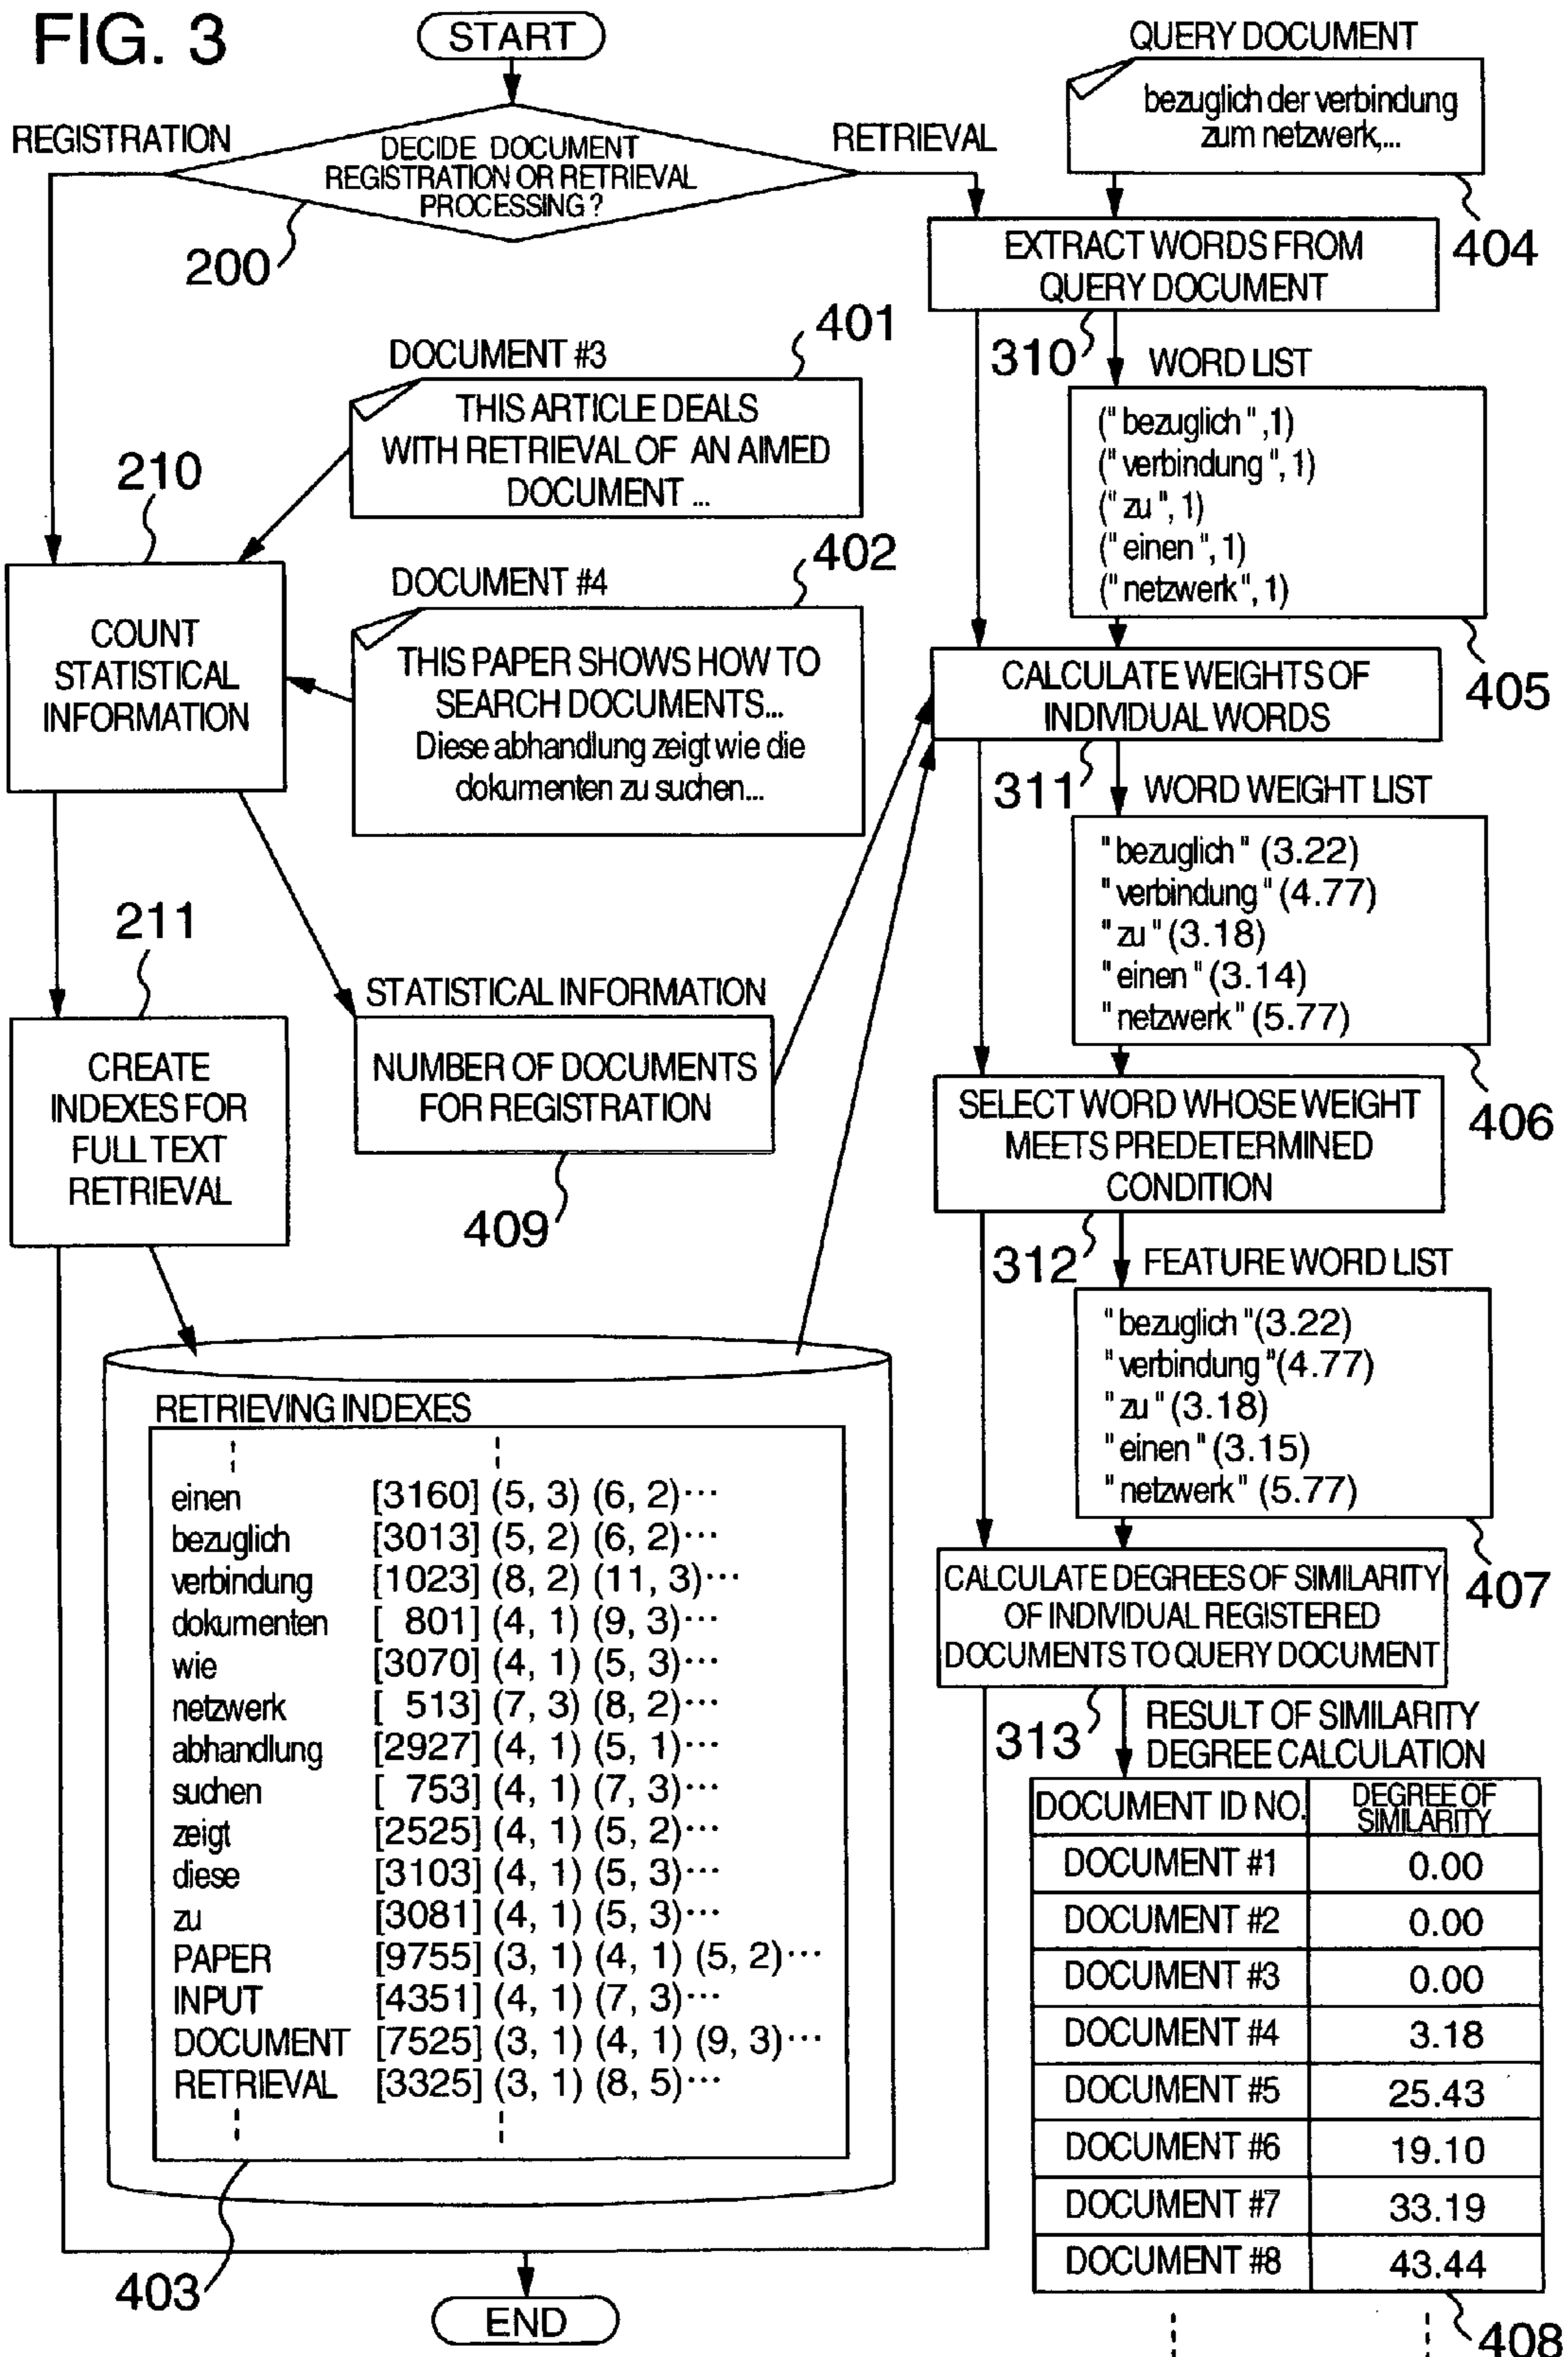 FIG. 3
START
REGISTRATION
DECIDE DOCUMENT
REGISTRATION OR RETRIEVAL
PROCESSING?
RETRIEVAL
200
QUERY DOCUMENT
bezuglich der verbindung
zum netzwerk,...
404
EXTRACT WORDS FROM
QUERY DOCUMENT
310
WORD LIST
("bezuglich",1)
("verbindung", 1)
("zu", 1)
("einen", 1)
("netzwerk", 1)
405
DOCUMENT #3
401
THIS ARTICLE DEALS
WITH RETRIEVAL OF AN AIMED
DOCUMENT ...
210
COUNT
STATISTICAL
INFORMATION
DOCUMENT #4
402
THIS PAPER SHOWS HOW TO
SEARCH DOCUMENTS...
Diese abhandlung zeigt wie die
dokumenten zu suchen...
CALCULATE WEIGHTS OF
INDIVIDUAL WORDS
311
WORD WEIGHT LIST
"bezuglich" (3.22)
"verbindung" (4.77)
"zu" (3.18)
"einen" (3.14)
"netzwerk" (5.77)
406
211
CREATE
INDEXES FOR
FULL TEXT
RETRIEVAL
STATISTICAL INFORMATION
NUMBER OF DOCUMENTS
FOR REGISTRATION
409
SELECT WORD WHOSE WEIGHT
MEETS PREDETERMINED
CONDITION
312
FEATURE WORD LIST
"bezuglich"(3.22)
"verbindung"(4.77)
"zu"(3.18)
"einen"(3.15)
"netzwerk" (5.77)
407
RETRIEVING INDEXES
einen [3160] (5, 3) (6, 2)···
bezuglich [3013] (5, 2) (6, 2)···
verbindung [1023] (8, 2) (11, 3)···
dokumenten [ 801] (4, 1) (9, 3)···
wie [3070] (4, 1) (5, 3)···
netzwerk [ 513] (7, 3) (8, 2)···
abhandlung [2927] (4, 1) (5, 1)···
suchen [ 753] (4, 1) (7, 3)···
zeigt [2525] (4, 1) (5, 2)···
diese [3103] (4, 1) (5, 3)···
zu [3081] (4, 1) (5, 3)···
PAPER [9755] (3, 1) (4, 1) (5, 2)···
INPUT [4351] (4, 1) (7, 3)···
DOCUMENT [7525] (3, 1) (4, 1) (9, 3)···
RETRIEVAL [3325] (3, 1) (8, 5)···
403
CALCULATE DEGREES OF SIMILARITY
OF INDIVIDUAL REGISTERED
DOCUMENTS TO QUERY DOCUMENT
313
RESULT OF SIMILARITY
DEGREE CALCULATION
DOCUMENT ID NO. DEGREE OF
SIMILARITY
DOCUMENT #1 0.00
DOCUMENT #2 0.00
DOCUMENT #3 0.00
DOCUMENT #4 3.18
DOCUMENT #5 25.43
DOCUMENT #6 19.10
DOCUMENT #7 33.19
DOCUMENT #8 43.44
408
END